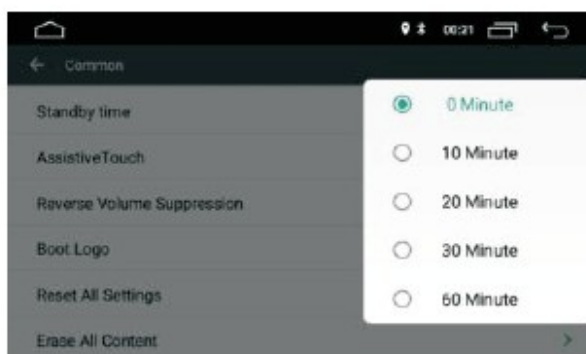 00:21
Common
Standby time
0 Minute
AssistiveTouch
10 Minute
Reverse Volume Suppression
20 Minute
Boot Logo
30 Minute
Reset All Settings
60 Minute
Erase All Content